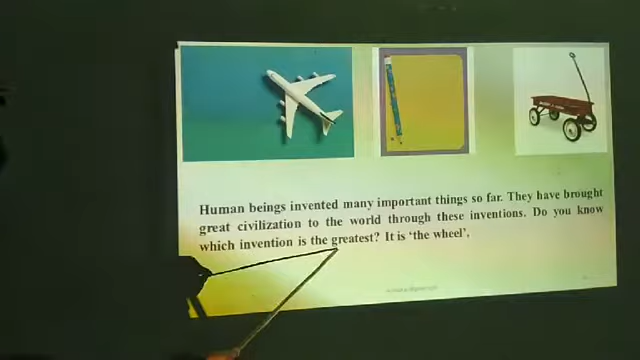 Human beings invented many important things so far. They have brought
great civilization to the world through these inventions. Do you know
which invention is the greatest? It is ‘the wheel’.